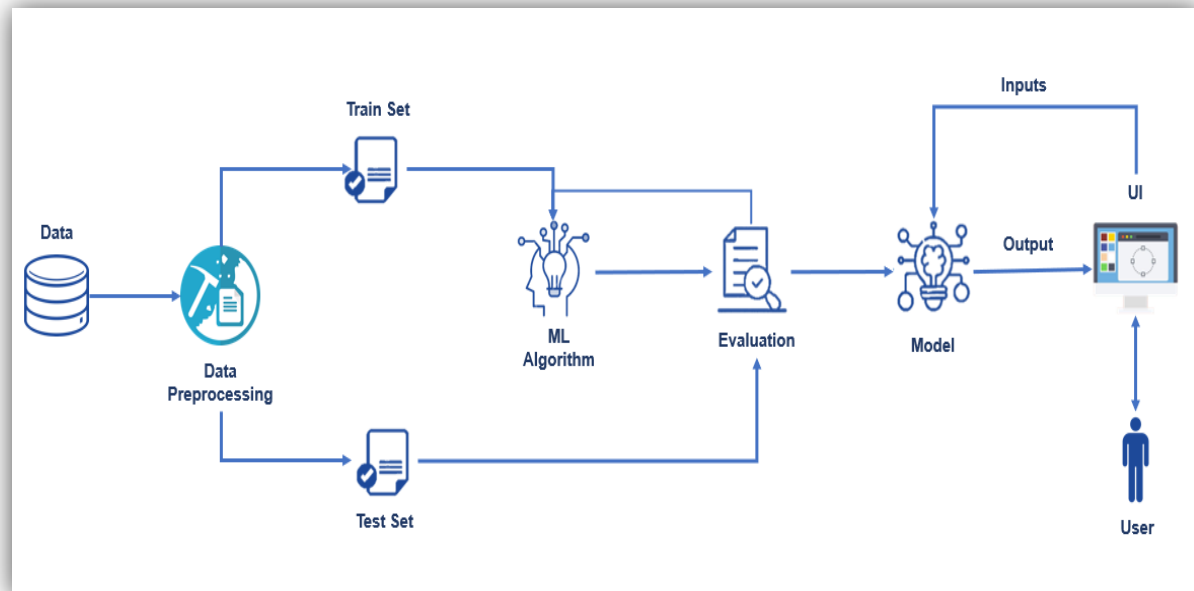 Inputs
Train Set
UI
Data
Output
ML
Algorithm
Evaluation
Model
Data
Preprocessing
Test Set
User